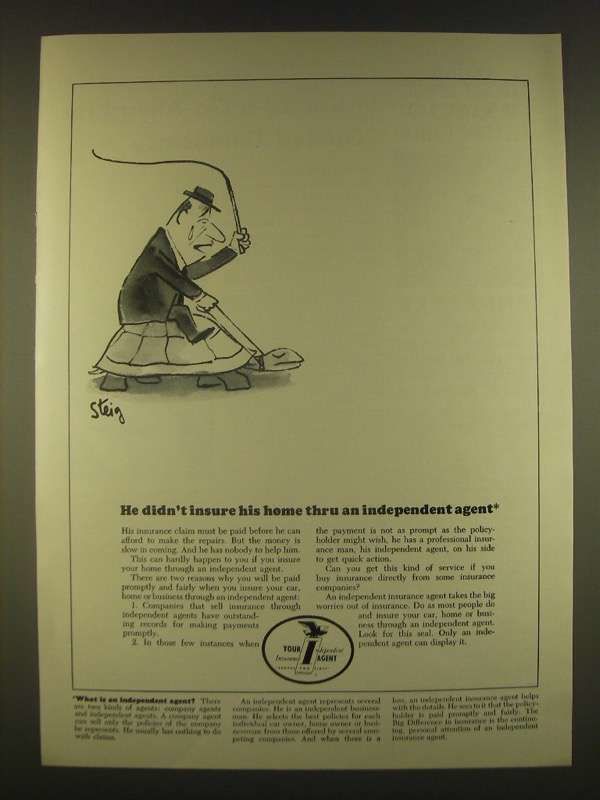 Steig
He didn't insure his home thru an independent agent*
His insurance claim must be paid before he can
afford to make the repairs. But the money is
slow in coming. And he has nobody to help him.
This can hardly happen to you if you insure
your home through an independent agent.
There are two reasons why you will be paid
promptly and fairly when you insure your car,
home or business through an independent agent:
1. Companies that sell insurance through
independent agents have outstand-
ing records for making payments
promptly.
2. In those few instances when
the payment is not as prompt as the policy-
holder might wish, he has a professional insur-
ance man, his independent agent, on his side
to get quick action.
Can you get this kind of service if you
buy insurance directly from some insurance
companies?
An independent insurance agent takes the big
worries out of insurance. Do as most people do
and insure your car, home or busi-
ness through an independent agent.
Look for this seal. Only an inde-
pendent agent can display it.
YOUR Independent
Insurance AGENT
SERVES YOU FIRST
*What is an independent agent? There
are two kinds of agents: company agents
and independent agents. A company agent
can sell only the policies of the company
he represents. He usually has nothing to do
with claims.
An independent agent represents several
companies. He is an independent business-
man. He selects the best policies for each
individual car owner, home owner or busi-
nessman from those offered by several com-
peting companies. And when there is a
loss, an independent insurance agent helps
with the details. He sees to it that the policy-
holder is paid promptly and fairly. The
Big Difference in insurance is the continu-
ing, personal attention of an independent
insurance agent.